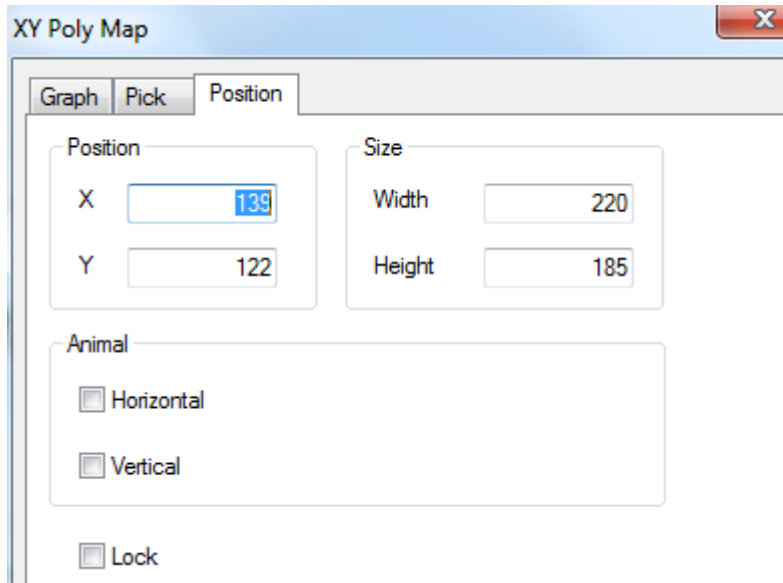 XY Poly Map
Graph Pick Position
Position
X 139
Y 122
Size
Width 220
Height 185
Animal
Horizontal
Vertical
Lock